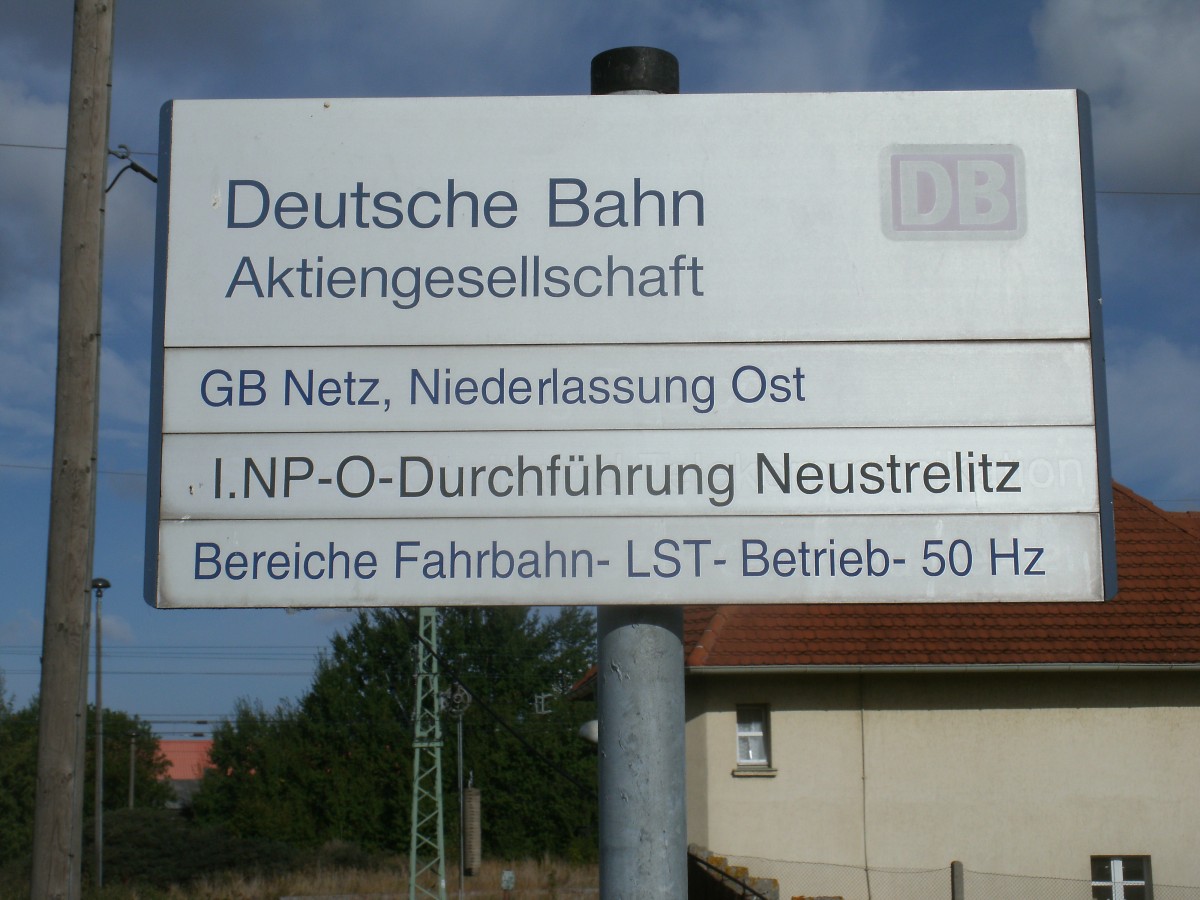 Deutsche Bahn DB
Aktiengesellschaft
GB Netz, Niederlassung Ost
I.NP-O-Durchführung Neustrelitz
Bereiche Fahrbahn- LST- Betrieb- 50 Hz